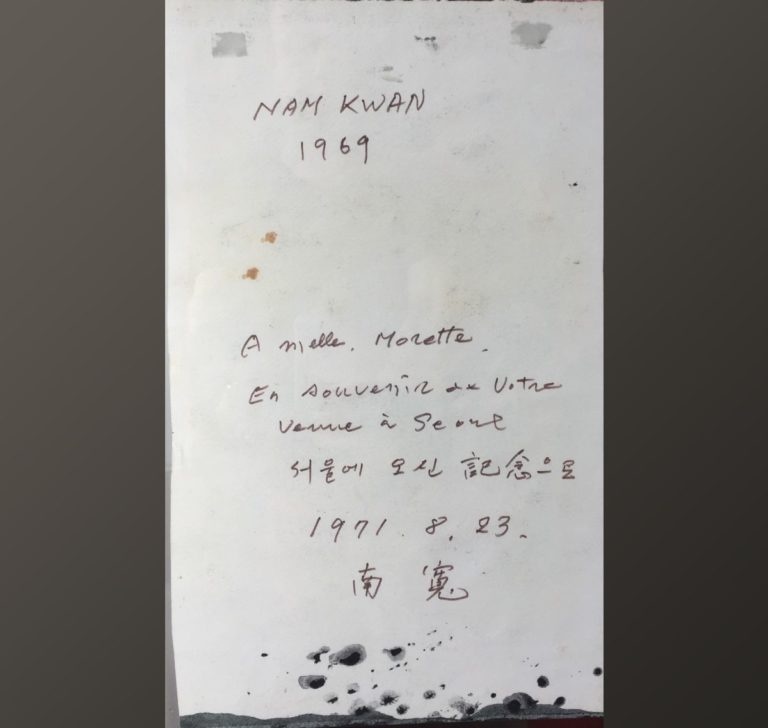 NAM KWAN
1969
A Melle. Morette.
En souvenir de Votre
Venue à Seoul
서울에 오신 記念으로
1971. 8. 23.
南 寬